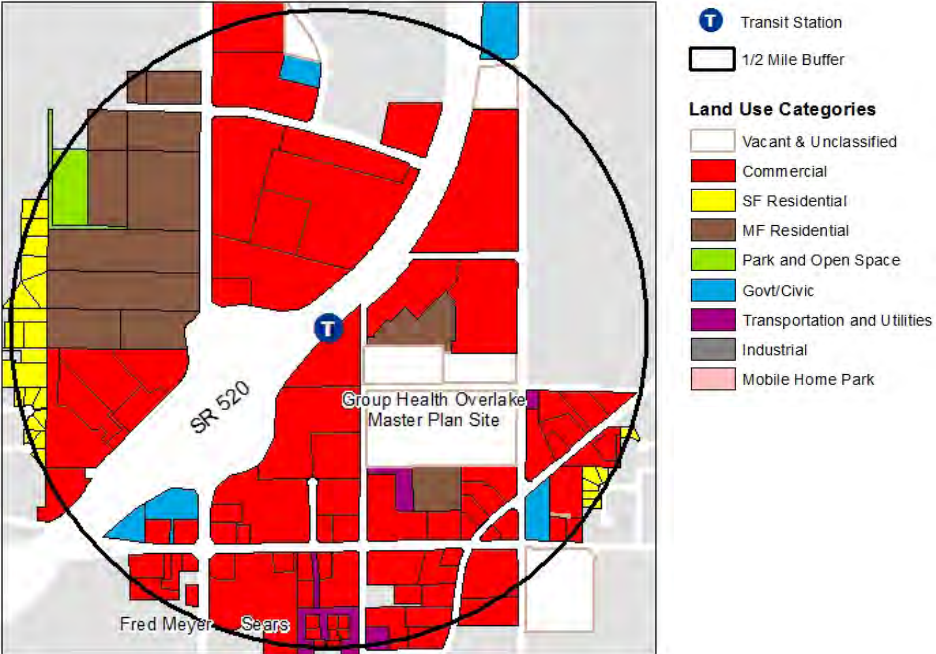 T
SR 520
Group Health Overlake
Master Plan Site
Fred Meyer
Sears
T Transit Station
1/2 Mile Buffer
Land Use Categories
Vacant & Unclassified
Commercial
SF Residential
MF Residential
Park and Open Space
Govt/Civic
Transportation and Utilities
Industrial
Mobile Home Park